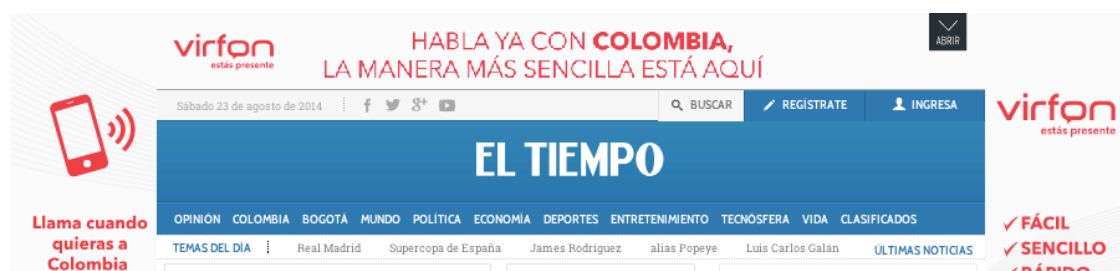 virfon
estás presente
HABLA YA CON COLOMBIA,
LA MANERA MÁS SENCILLA ESTÁ AQUÍ
ABRIR
Sábado 23 de agosto de 2014
BUSCAR
REGÍSTRATE
INGRESA
EL TIEMPO
OPINIÓN COLOMBIA BOGOTÁ MUNDO POLÍTICA ECONOMÍA DEPORTES ENTRETENIMIENTO TECNÓSFERA VIDA CLASIFICADOS
TEMAS DEL DÍA Real Madrid Supercopa de España James Rodríguez alias Popeye Luis Carlos Galán ÚLTIMAS NOTICIAS
Llama cuando
quieras a
Colombia
virfon
estás presente
✓ FÁCIL
✓ SENCILLO
✓ RÁPIDO